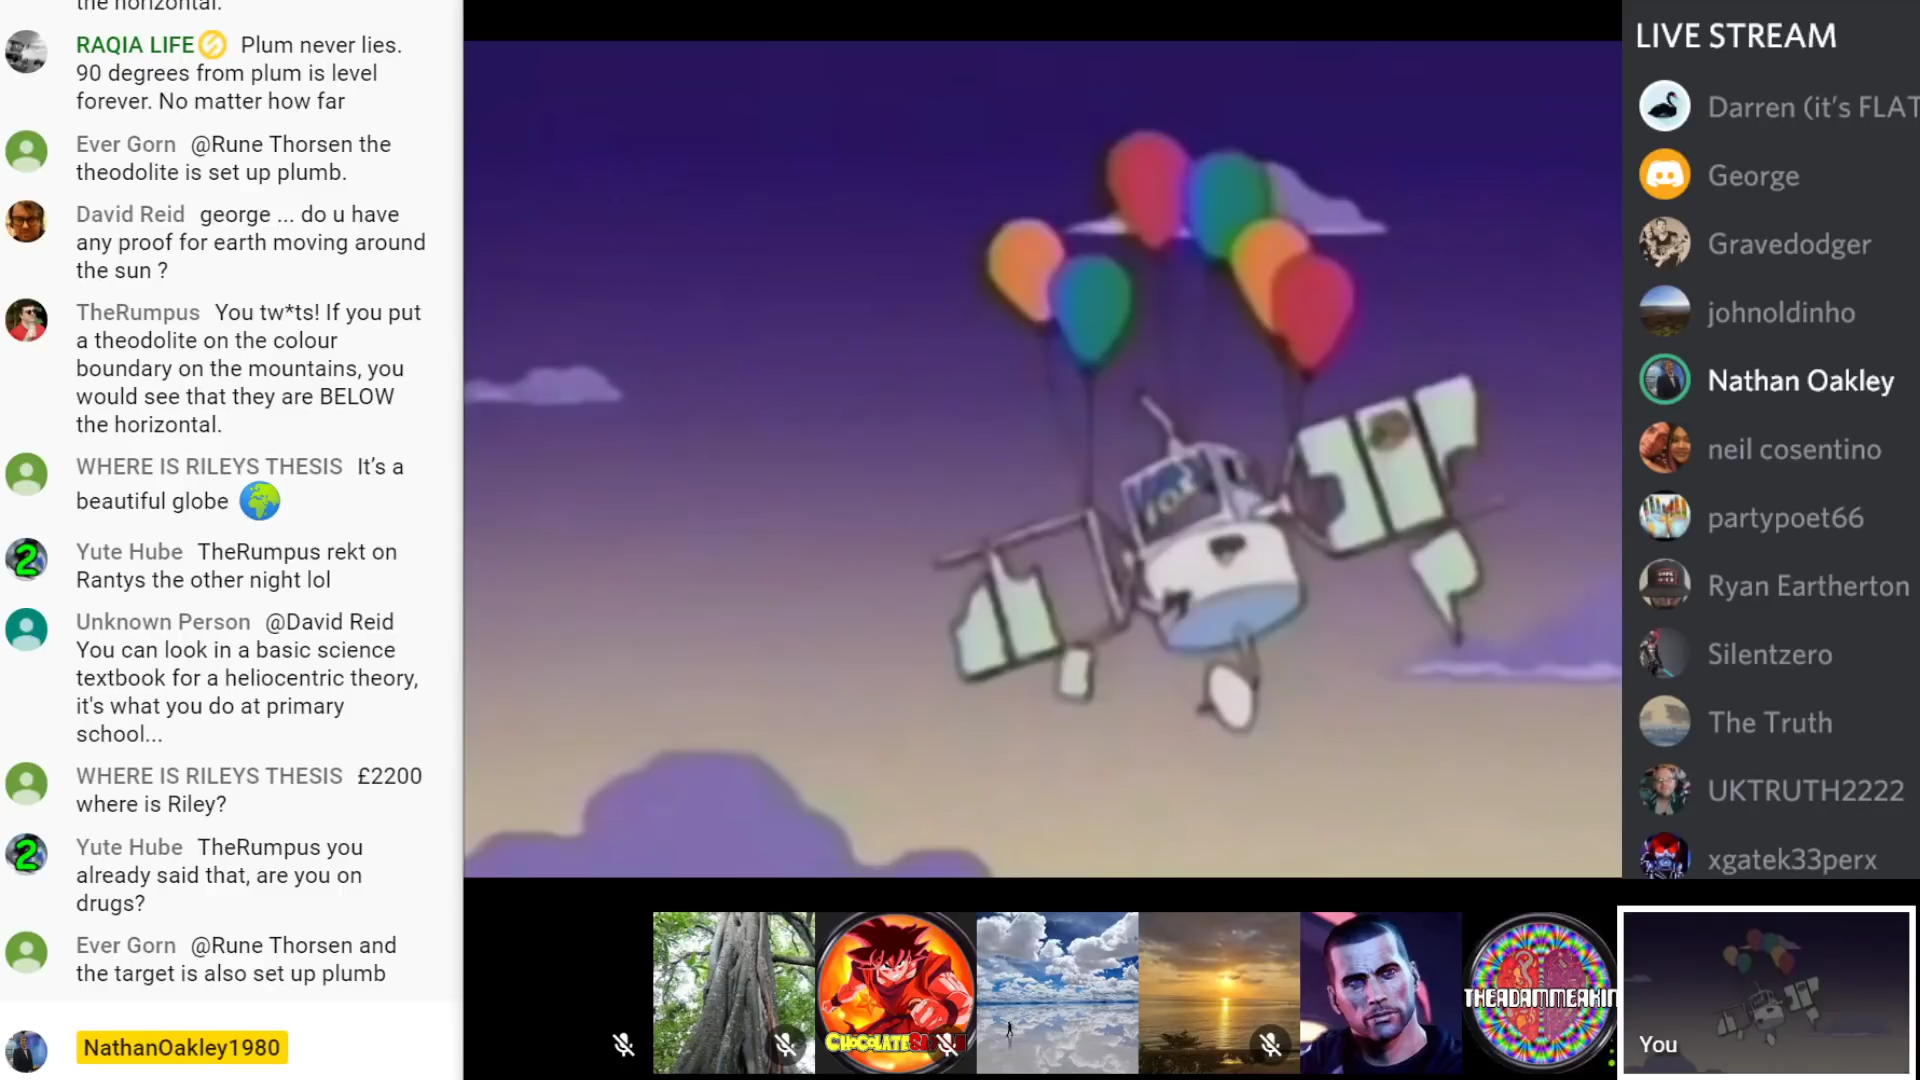 the horizontal.
RAQIA LIFE Plum never lies.
90 degrees from plum is level
forever. No matter how far
Ever Gorn @Rune Thorsen the
theodolite is set up plumb.
David Reid george ... do u have
any proof for earth moving around
the sun ?
TheRumpus You tw*ts! If you put
a theodolite on the colour
boundary on the mountains, you
would see that they are BELOW
the horizontal.
WHERE IS RILEYS THESIS It's a
beautiful globe
Yute Hube TheRumpus rekt on
Rantys the other night lol
Unknown Person @David Reid
You can look in a basic science
textbook for a heliocentric theory,
it's what you do at primary
school...
WHERE IS RILEYS THESIS £2200
where is Riley?
Yute Hube TheRumpus you
already said that, are you on
drugs?
Ever Gorn @Rune Thorsen and
the target is also set up plumb
NathanOakley1980
FOX
LIVE STREAM
Darren (it's FLAT
George
Gravedodger
johnoldinho
Nathan Oakley
neil cosentino
partypoet66
Ryan Eartherton
Silentzero
The Truth
UKTRUTH2222
xgatek33perx
THEADAMMEAKIN
You